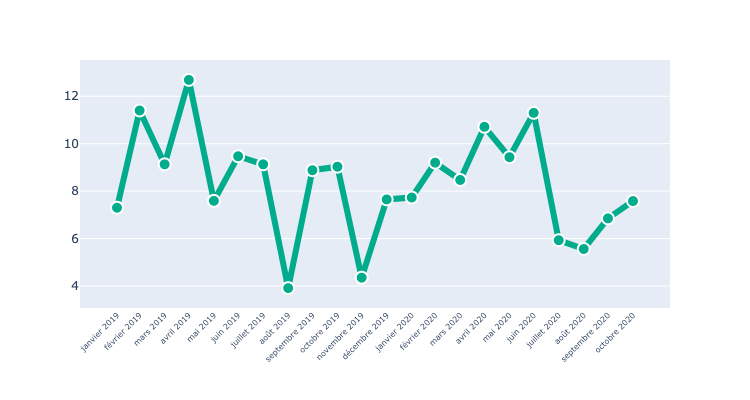 12
10
8
6
4
janvier 2019
février 2019
mars 2019
avril 2019
mai 2019
juin 2019
juillet 2019
août 2019
septembre 2019
octobre 2019
novembre 2019
décembre 2019
janvier 2020
février 2020
mars 2020
avril 2020
mai 2020
juin 2020
juillet 2020
août 2020
septembre 2020
octobre 2020